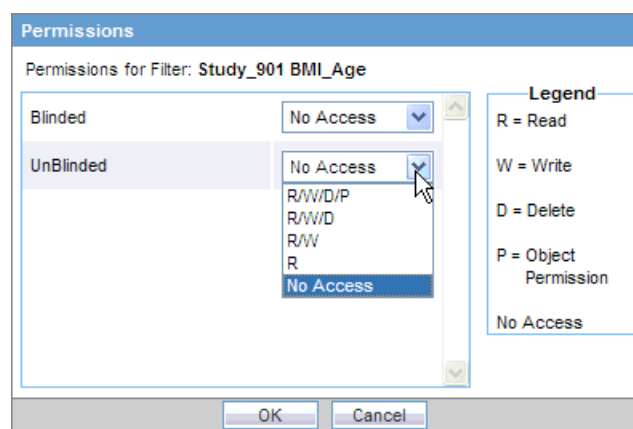 Permissions
Permissions for Filter: Study_901 BMI_Age
Blinded
No Access
UnBlinded
No Access
R/W/D/P
R/W/D
R/W
R
No Access
Legend
R = Read
W = Write
D = Delete
P = Object
Permission
No Access
OK
Cancel